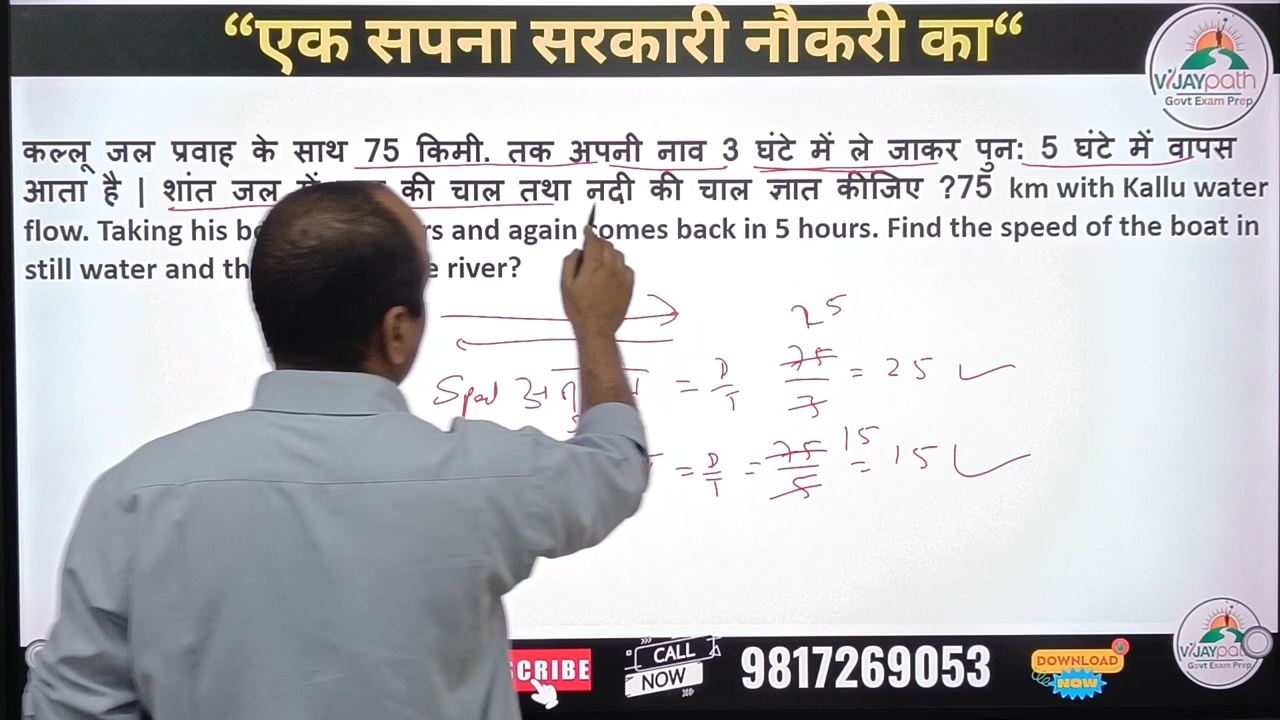 “एक सपना सरकारी नौकरी का“
VIJAYpath
Govt Exam Prep
कल्लू जल प्रवाह के साथ 75 किमी. तक अपनी नाव 3 घंटे में ले जाकर पुन: 5 घंटे में वापस
आता है | शांत जल की चाल तथा नदी की चाल ज्ञात कीजिए ?75 km with Kallu water
flow. Taking his and again comes back in 5 hours. Find the speed of the boat in
still water and river?
25
= D/T 75/3 = 25
15
= D/T = 75/5 = 15
VIJAYpath
Govt Exam Prep
CALL
NOW
9817269053
DOWNLOAD
NOW